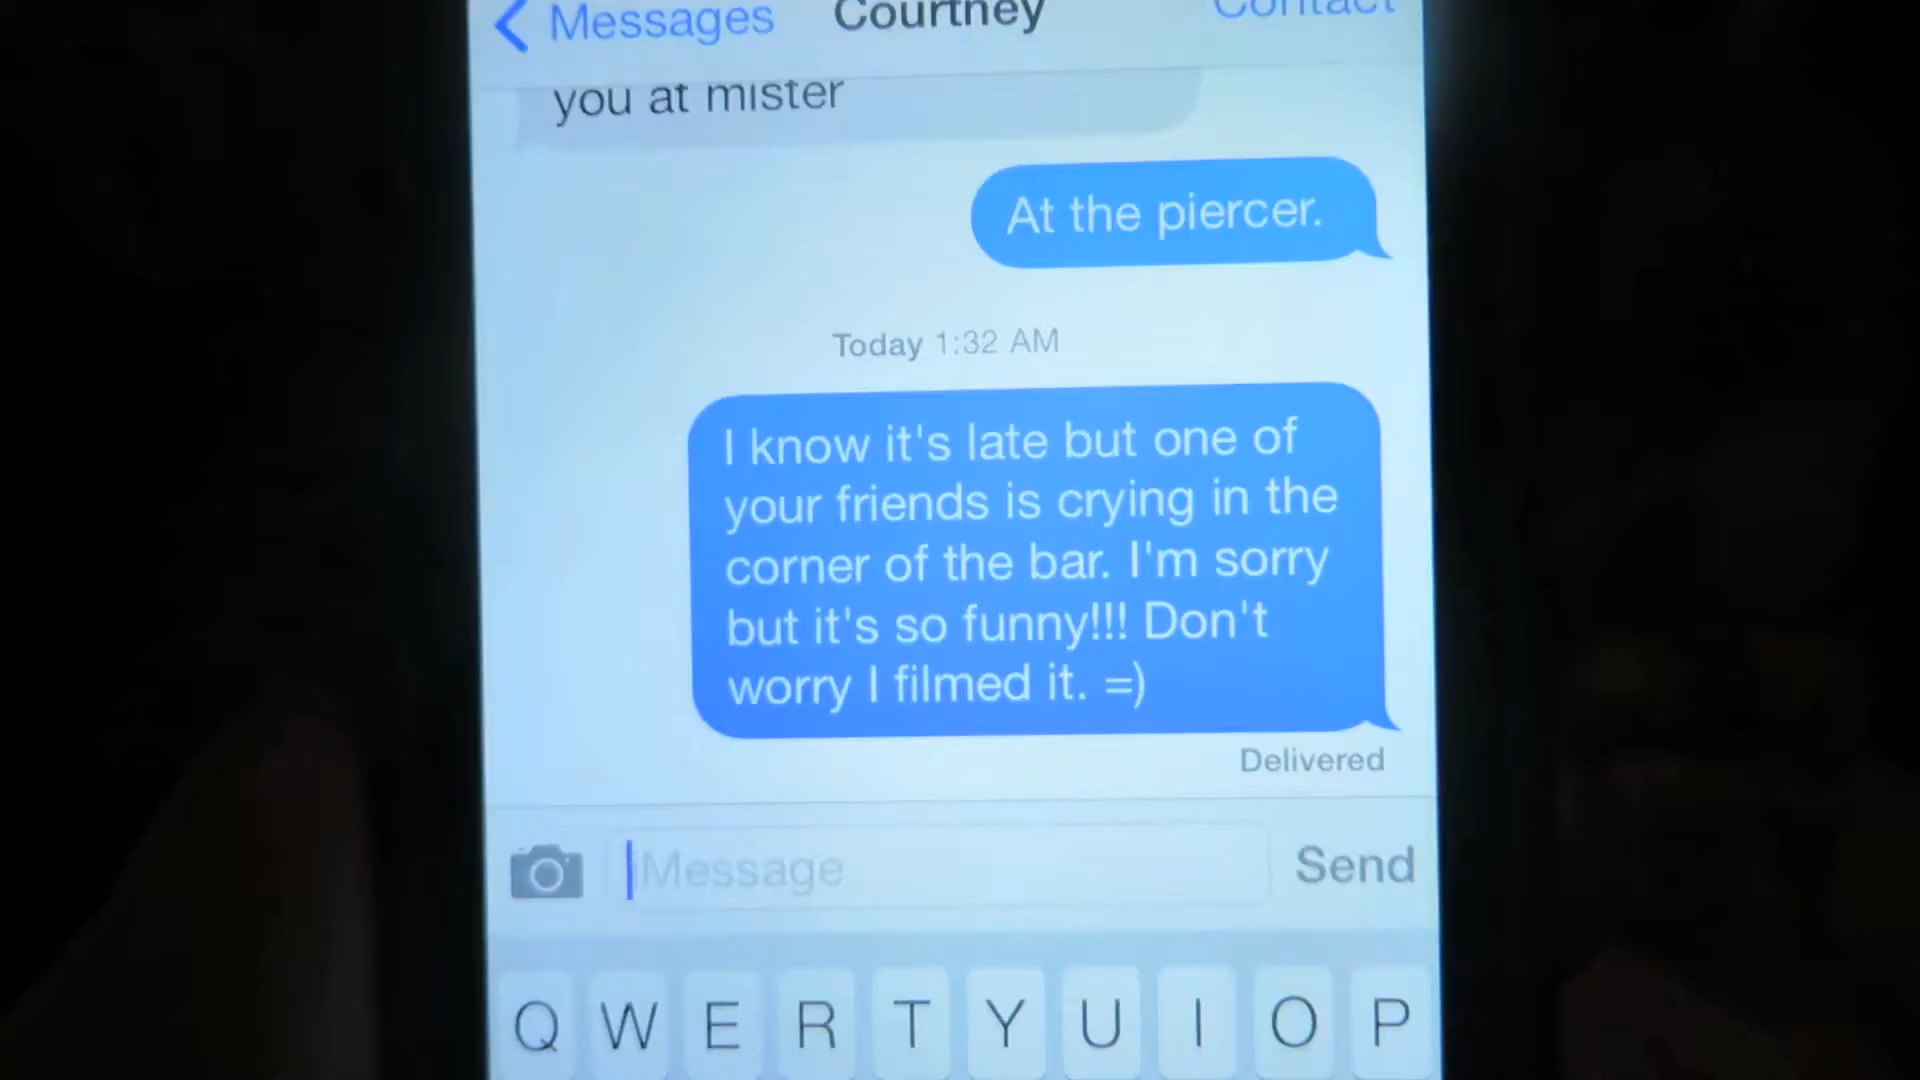 Messages Courtney Contact
you at mister
At the piercer.
Today 1:32 AM
I know it's late but one of
your friends is crying in the
corner of the bar. I'm sorry
but it's so funny!!! Don't
worry I filmed it. =)
Delivered
iMessage Send
Q W E R T Y U I O P